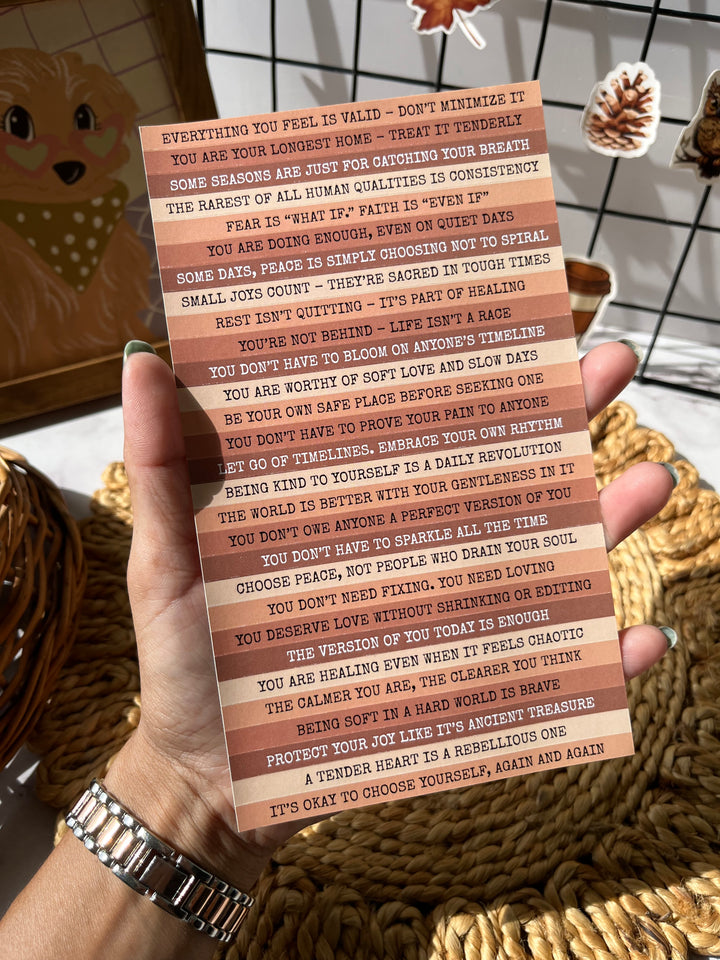 EVERYTHING YOU FEEL IS VALID – DON'T MINIMIZE IT
YOU ARE YOUR LONGEST HOME – TREAT IT TENDERLY
SOME SEASONS ARE JUST FOR CATCHING YOUR BREATH
THE RAREST OF ALL HUMAN QUALITIES IS CONSISTENCY
FEAR IS “WHAT IF.” FAITH IS “EVEN IF”
YOU ARE DOING ENOUGH, EVEN ON QUIET DAYS
SOME DAYS, PEACE IS SIMPLY CHOOSING NOT TO SPIRAL
SMALL JOYS COUNT – THEY'RE SACRED IN TOUGH TIMES
REST ISN'T QUITTING – IT'S PART OF HEALING
YOU'RE NOT BEHIND – LIFE ISN'T A RACE
YOU DON'T HAVE TO BLOOM ON ANYONE'S TIMELINE
YOU ARE WORTHY OF SOFT LOVE AND SLOW DAYS
BE YOUR OWN SAFE PLACE BEFORE SEEKING ONE
YOU DON'T HAVE TO PROVE YOUR PAIN TO ANYONE
LET GO OF TIMELINES. EMBRACE YOUR OWN RHYTHM
BEING KIND TO YOURSELF IS A DAILY REVOLUTION
THE WORLD IS BETTER WITH YOUR GENTLENESS IN IT
YOU DON'T OWE ANYONE A PERFECT VERSION OF YOU
YOU DON'T HAVE TO SPARKLE ALL THE TIME
CHOOSE PEACE, NOT PEOPLE WHO DRAIN YOUR SOUL
YOU DON'T NEED FIXING. YOU NEED LOVING
YOU DESERVE LOVE WITHOUT SHRINKING OR EDITING
THE VERSION OF YOU TODAY IS ENOUGH
YOU ARE HEALING EVEN WHEN IT FEELS CHAOTIC
THE CALMER YOU ARE, THE CLEARER YOU THINK
BEING SOFT IN A HARD WORLD IS BRAVE
PROTECT YOUR JOY LIKE IT'S ANCIENT TREASURE
A TENDER HEART IS A REBELLIOUS ONE
IT'S OKAY TO CHOOSE YOURSELF, AGAIN AND AGAIN